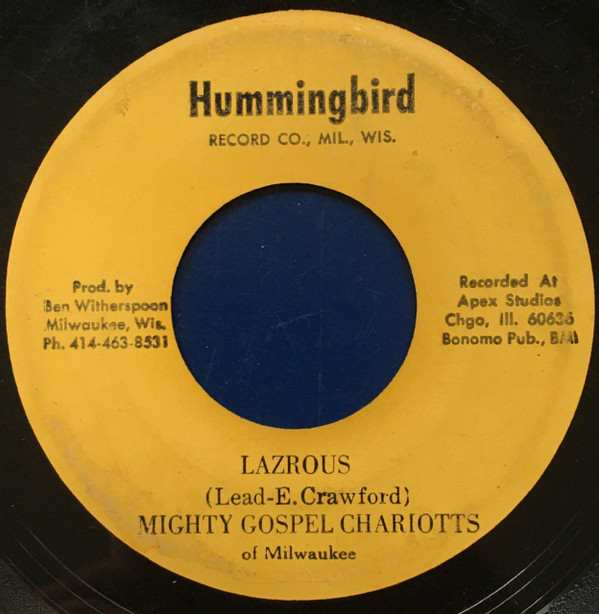 Hummingbird
RECORD CO., MIL., WIS.
Prod. by
Ben Witherspoon
Milwaukee, Wis.
Ph. 414-463-8531
Recorded At
Apex Studios
Chgo, Ill. 60636
Bonomo Pub., BMI
LAZROUS
(Lead-E. Crawford)
MIGHTY GOSPEL CHARIOTTS
of Milwaukee